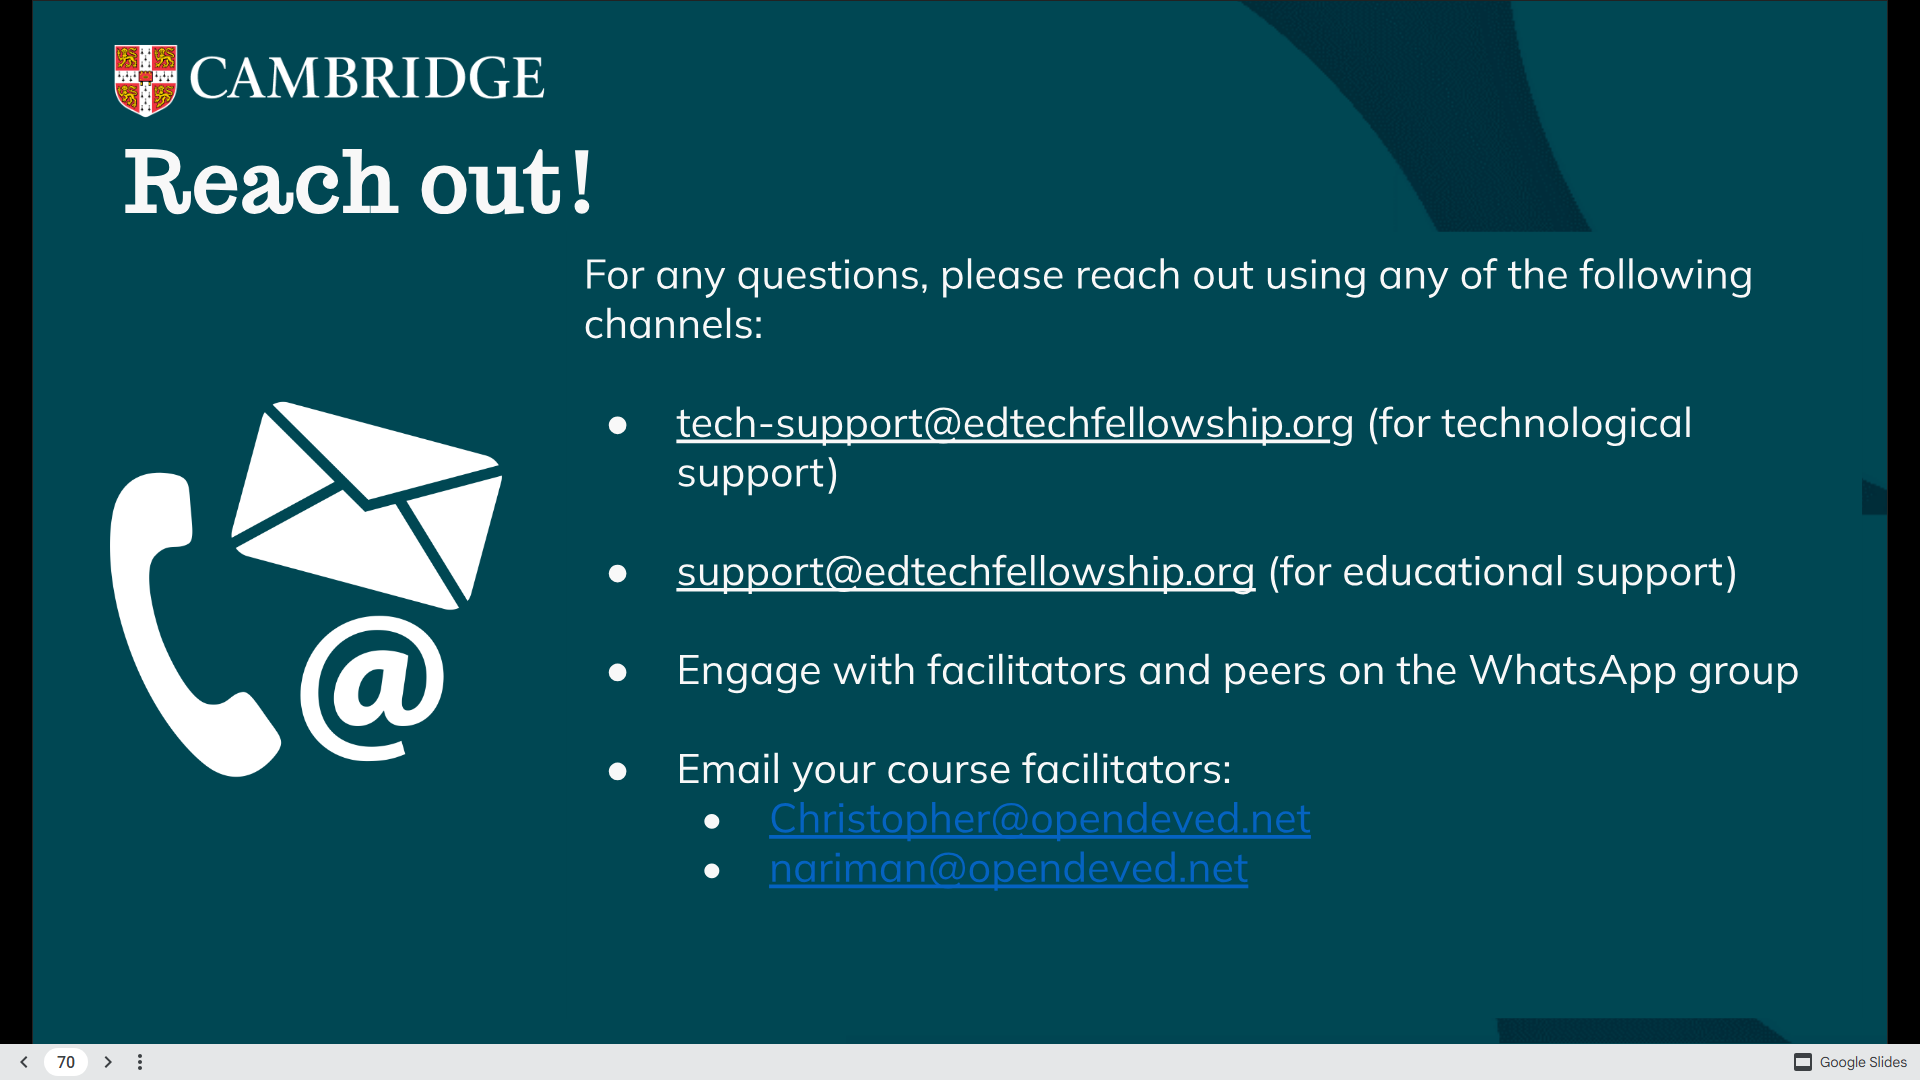 CAMBRIDGE
Reach out!
For any questions, please reach out using any of the following
channels:
● tech-support@edtechfellowship.org (for technological
support)
● support@edtechfellowship.org (for educational support)
● Engage with facilitators and peers on the WhatsApp group
● Email your course facilitators:
● Christopher@opendeved.net
● nariman@opendeved.net
@
70
Google Slides